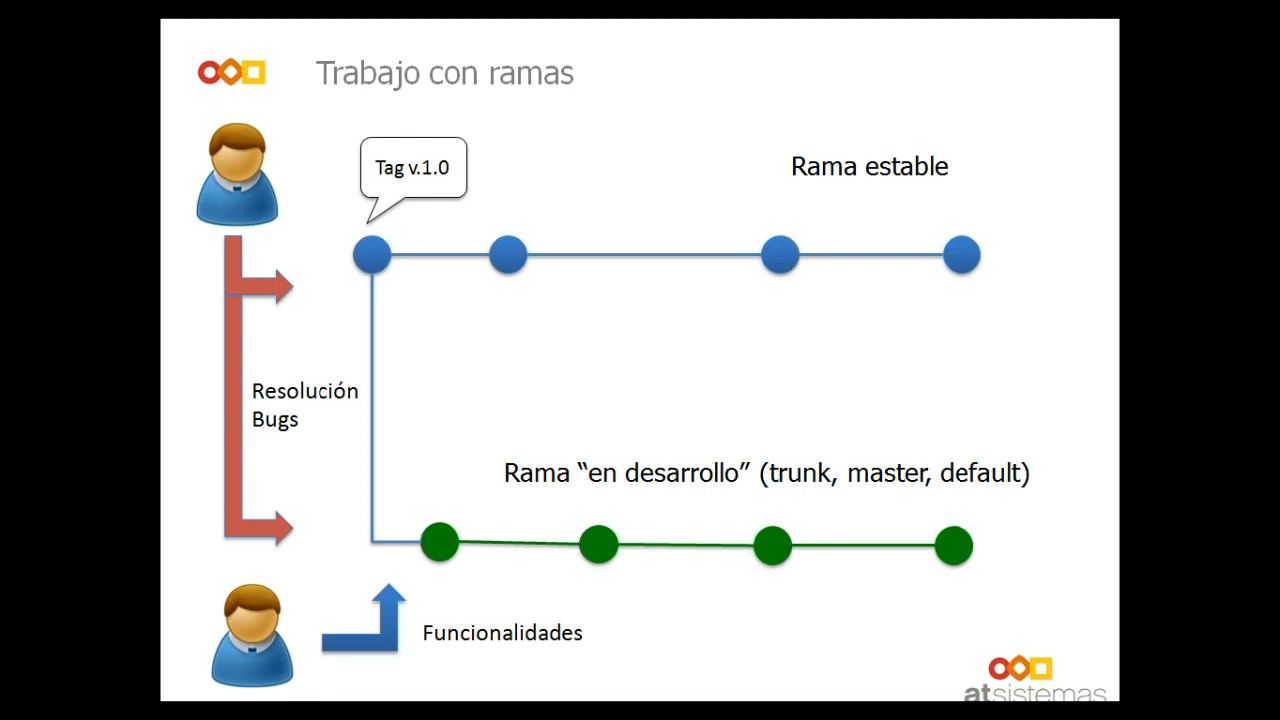 Trabajo con ramas
Tag v.1.0
Rama estable
Resolución
Bugs
Rama “en desarrollo” (trunk, master, default)
Funcionalidades
atsistemas